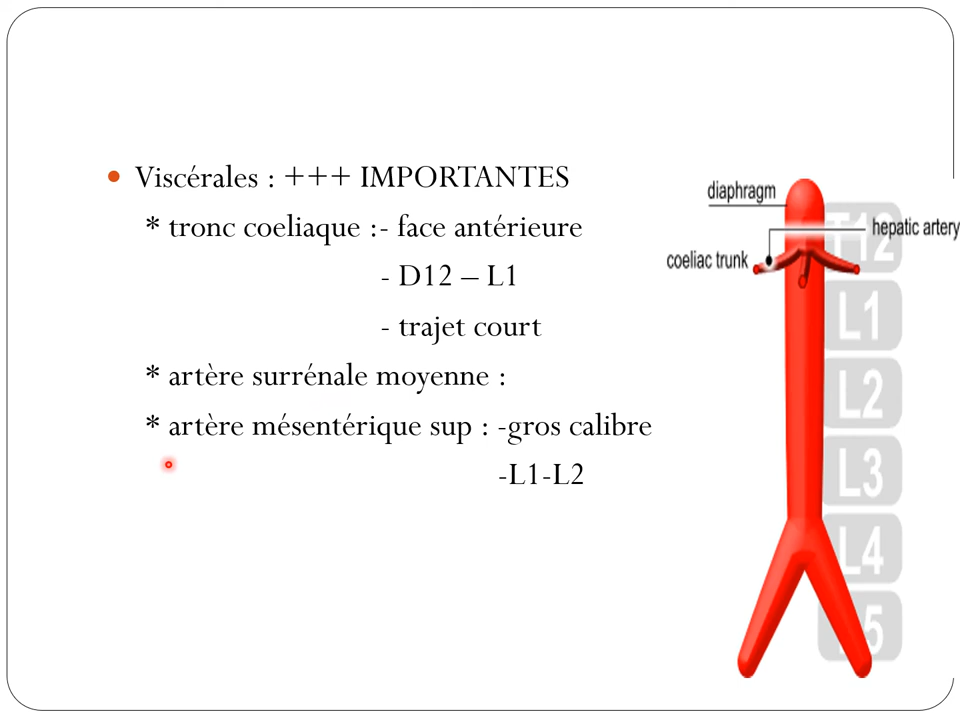 Viscérales : +++ IMPORTANTES
* tronc coeliaque :- face antérieure
- D12 – L1
- trajet court
* artère surrénale moyenne :
* artère mésentérique sup : -gros calibre
-L1-L2
diaphragm
T12
hepatic artery
coeliac trunk
L1
L2
L3
L4
5